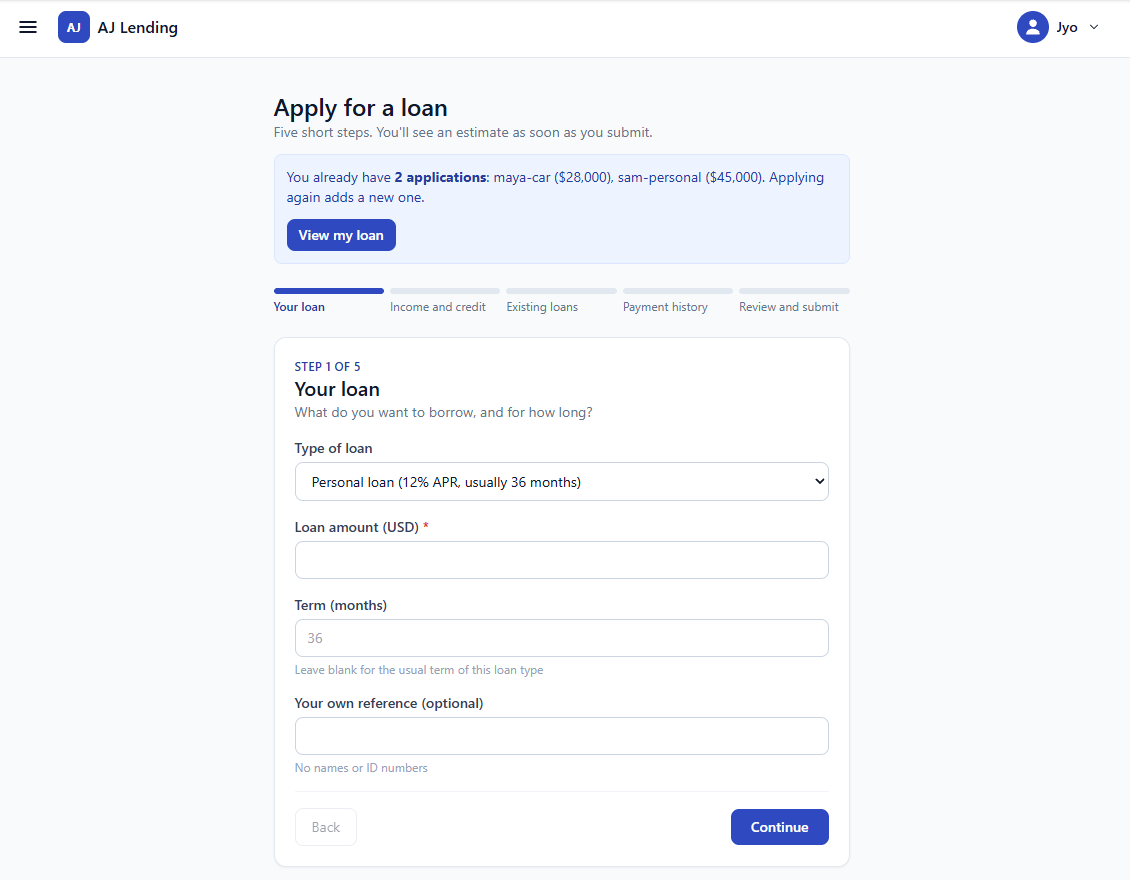 AJ AJ Lending
Jyo
Apply for a loan
Five short steps. You'll see an estimate as soon as you submit.
You already have 2 applications: maya-car ($28,000), sam-personal ($45,000). Applying
again adds a new one.
View my loan
Your loan
Income and credit
Existing loans
Payment history
Review and submit
STEP 1 OF 5
Your loan
What do you want to borrow, and for how long?
Type of loan
Personal loan (12% APR, usually 36 months)
Loan amount (USD) *
Term (months)
36
Leave blank for the usual term of this loan type
Your own reference (optional)
No names or ID numbers
Back
Continue